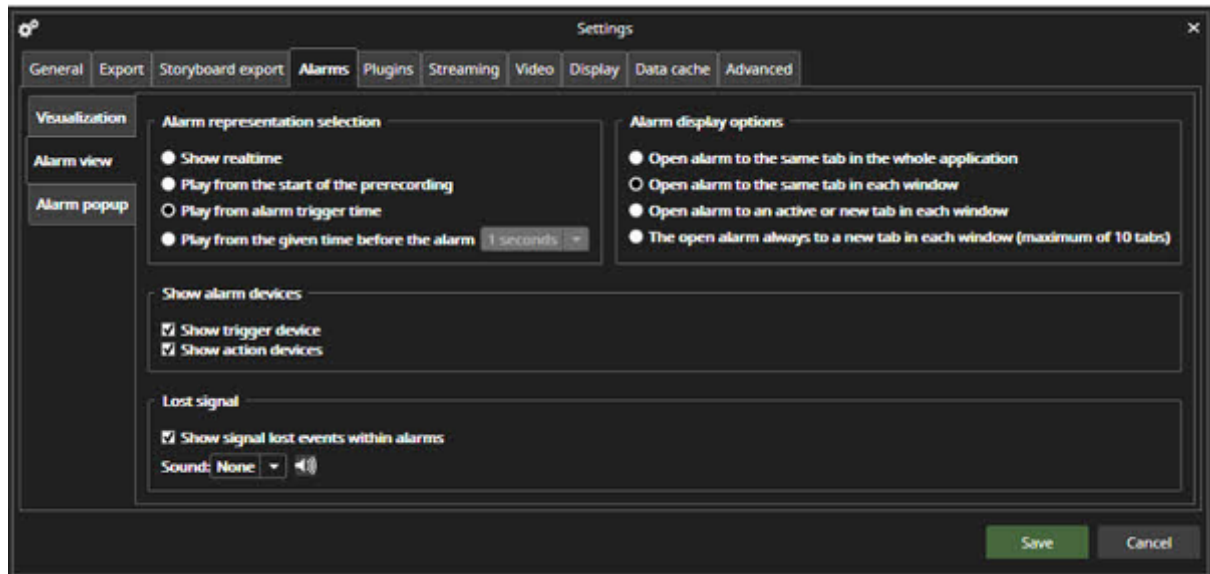 Settings
General Export Storyboard export Alarms Plugins Streaming Video Display Data cache Advanced
Visualization
Alarm view
Alarm popup
Alarm representation selection
Show realtime
Play from the start of the prerecording
Play from alarm trigger time
Play from the given time before the alarm 1 seconds
Alarm display options
Open alarm to the same tab in the whole application
Open alarm to the same tab in each window
Open alarm to an active or new tab in each window
The open alarm always to a new tab in each window (maximum of 10 tabs)
Show alarm devices
Show trigger device
Show action devices
Lost signal
Show signal lost events within alarms
Sound: None
Save Cancel